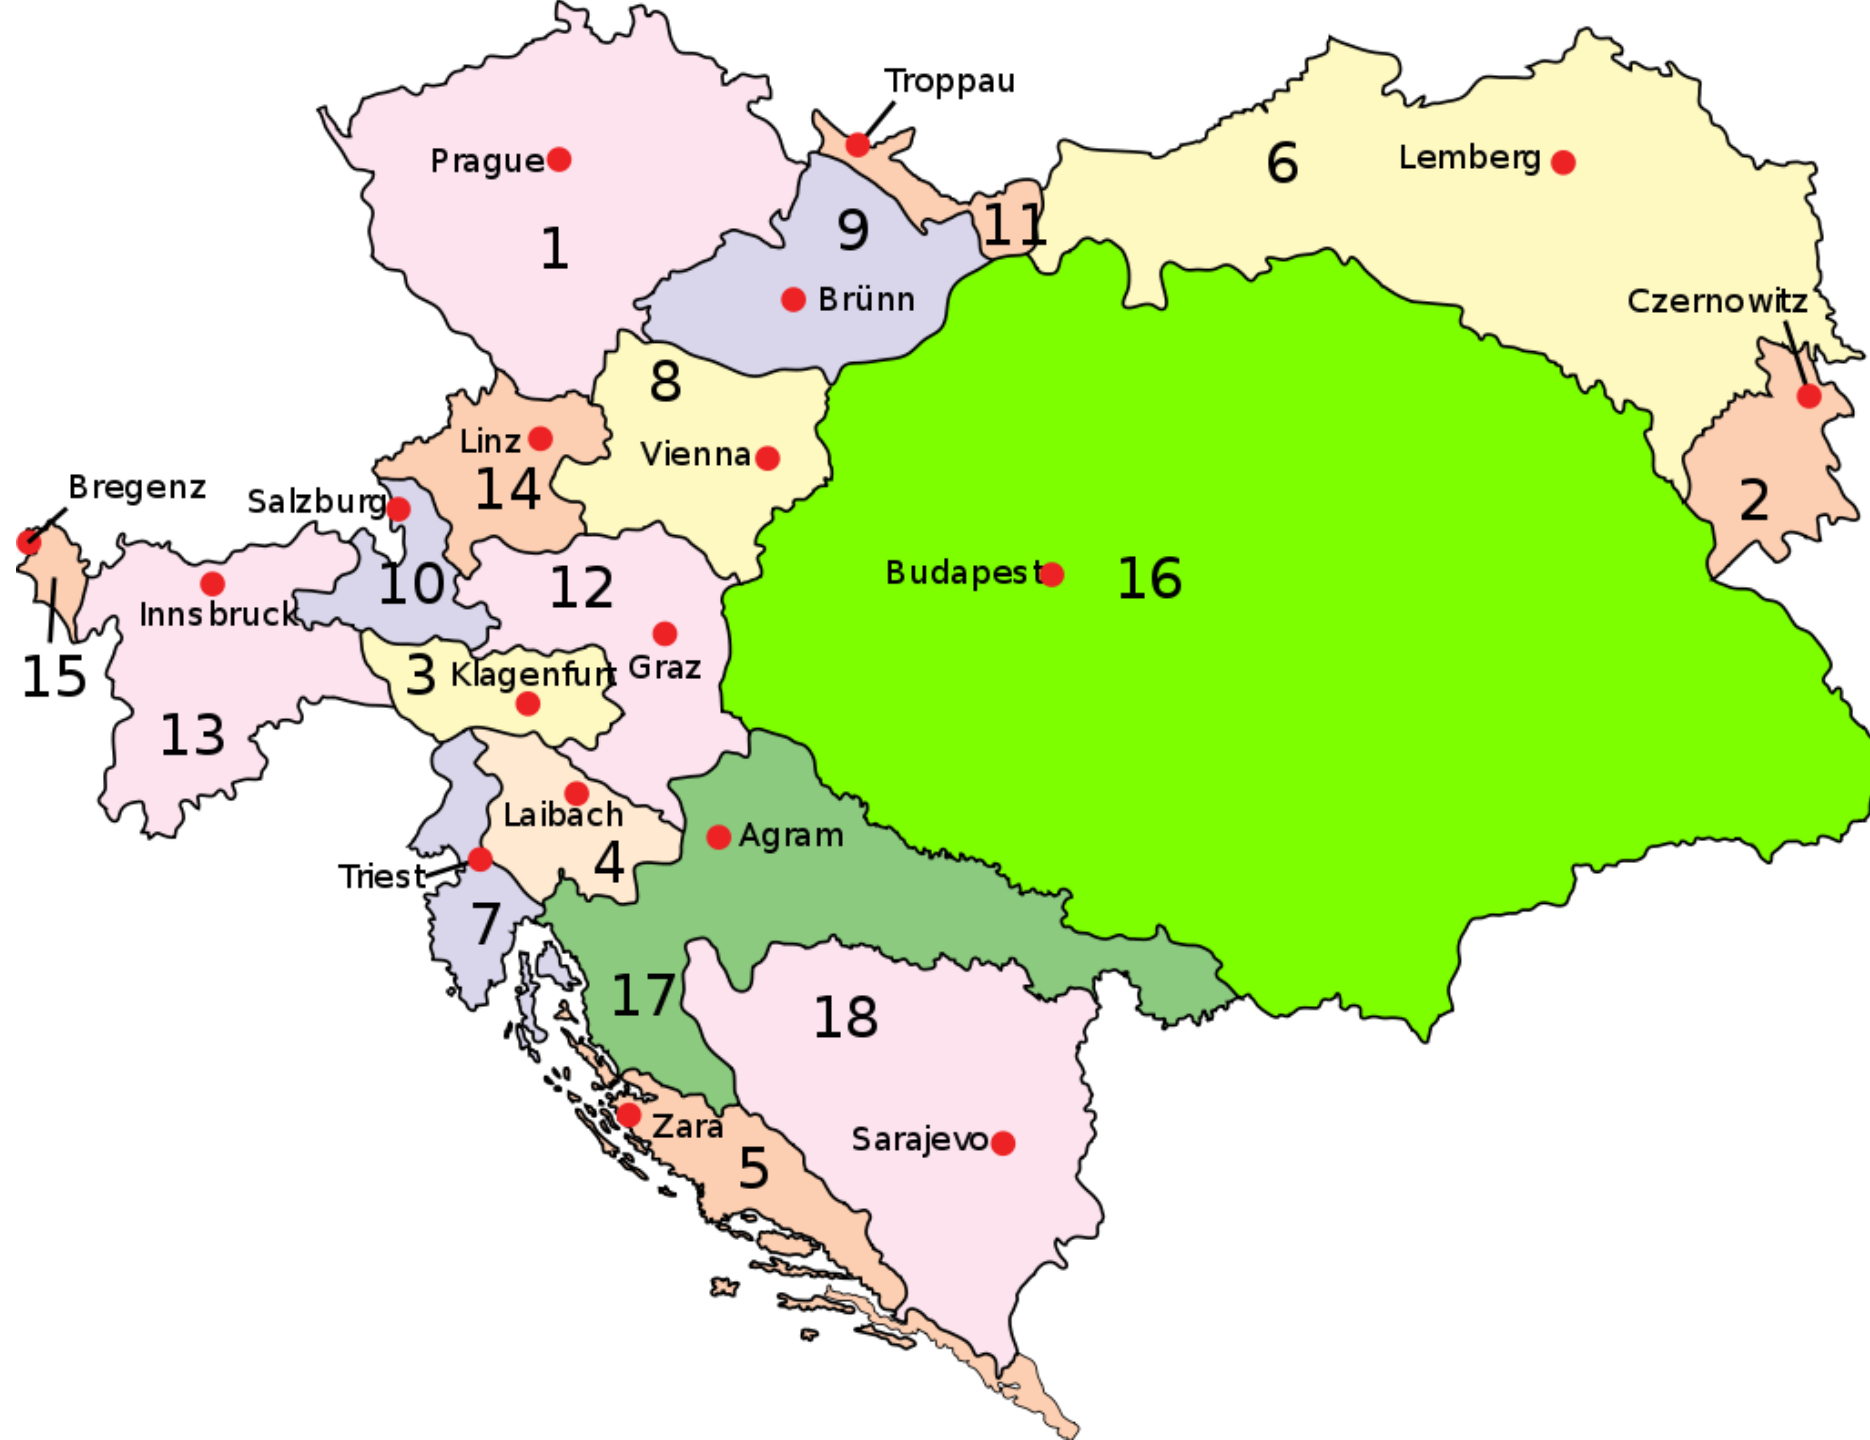 Troppau
Prague
Lemberg
6
9
11
1
Brünn
Czernowitz
8
Linz
Vienna
14
Bregenz
Salzburg
2
Innsbruck
10
12
Budapest
16
15
3
Klagenfurt
Graz
13
Laibach
4
Agram
Triest
7
17
18
Zara
5
Sarajevo